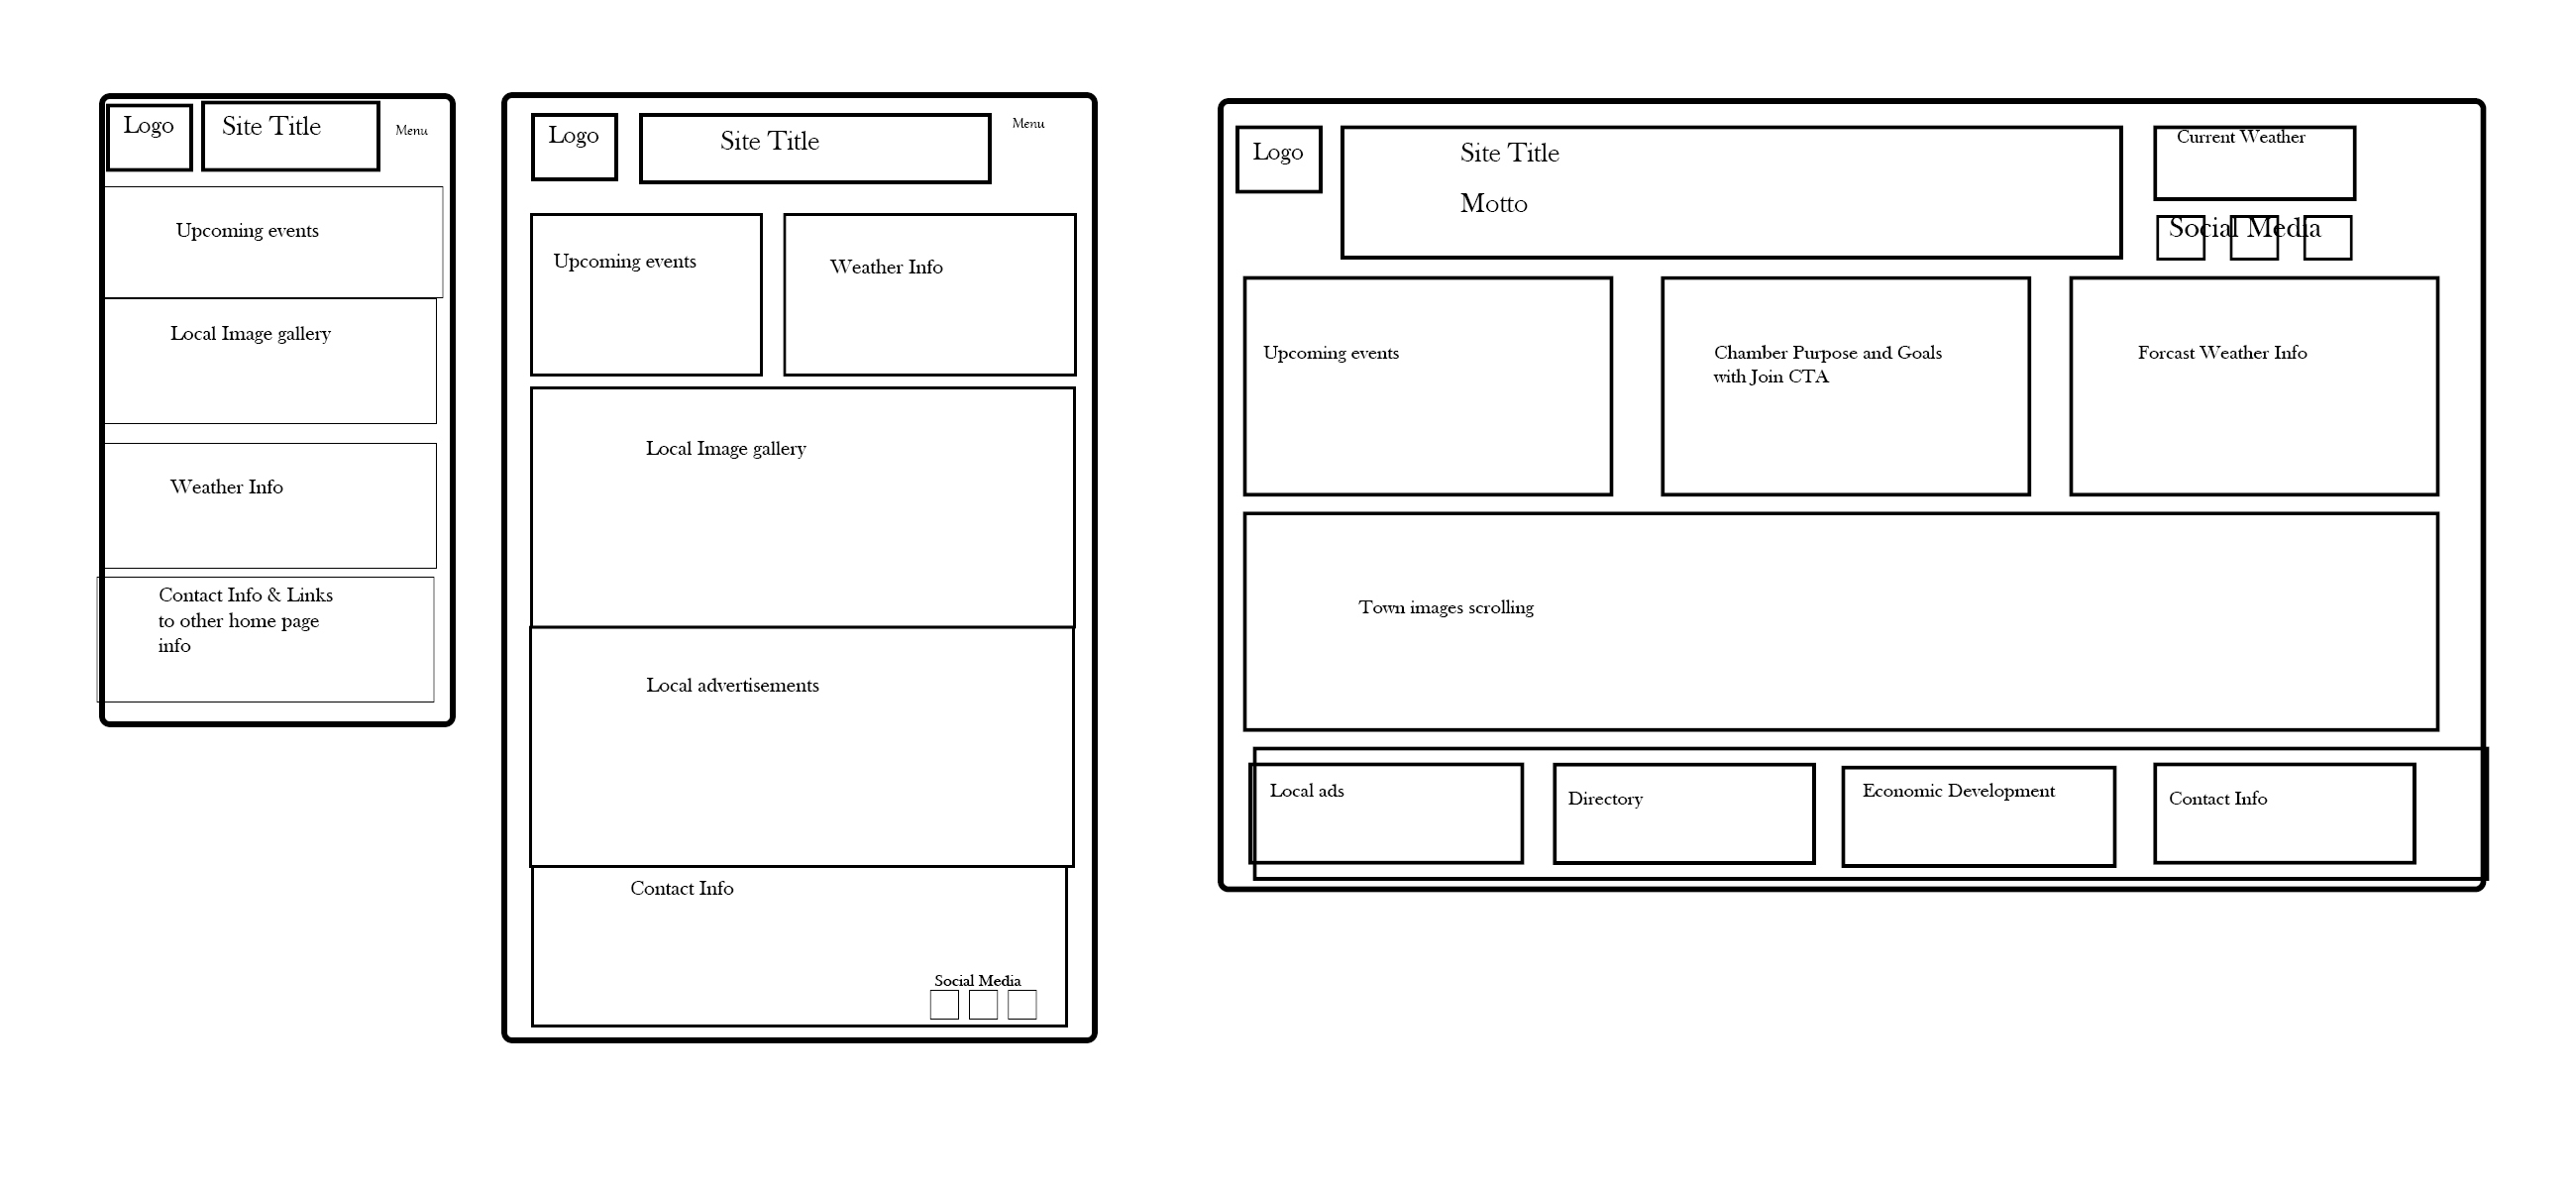 Logo
Site Title
Menu
Upcoming events
Local Image gallery
Weather Info
Contact Info & Links
to other home page
info
Logo
Site Title
Menu
Upcoming events
Weather Info
Local Image gallery
Local advertisements
Contact Info
Social Media
Logo
Site Title
Motto
Current Weather
Social Media
Upcoming events
Chamber Purpose and Goals
with Join CTA
Forcast Weather Info
Town images scrolling
Local ads
Directory
Economic Development
Contact Info